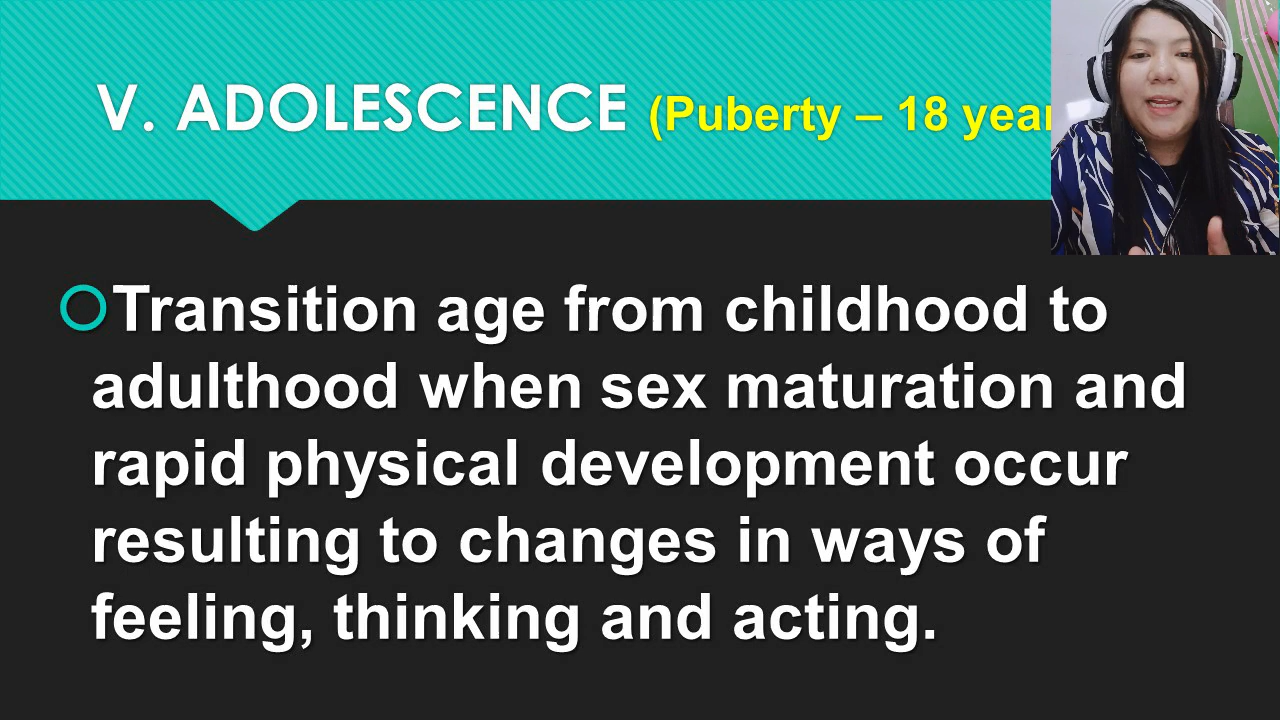 V. ADOLESCENCE (Puberty – 18 year
Transition age from childhood to
adulthood when sex maturation and
rapid physical development occur
resulting to changes in ways of
feeling, thinking and acting.